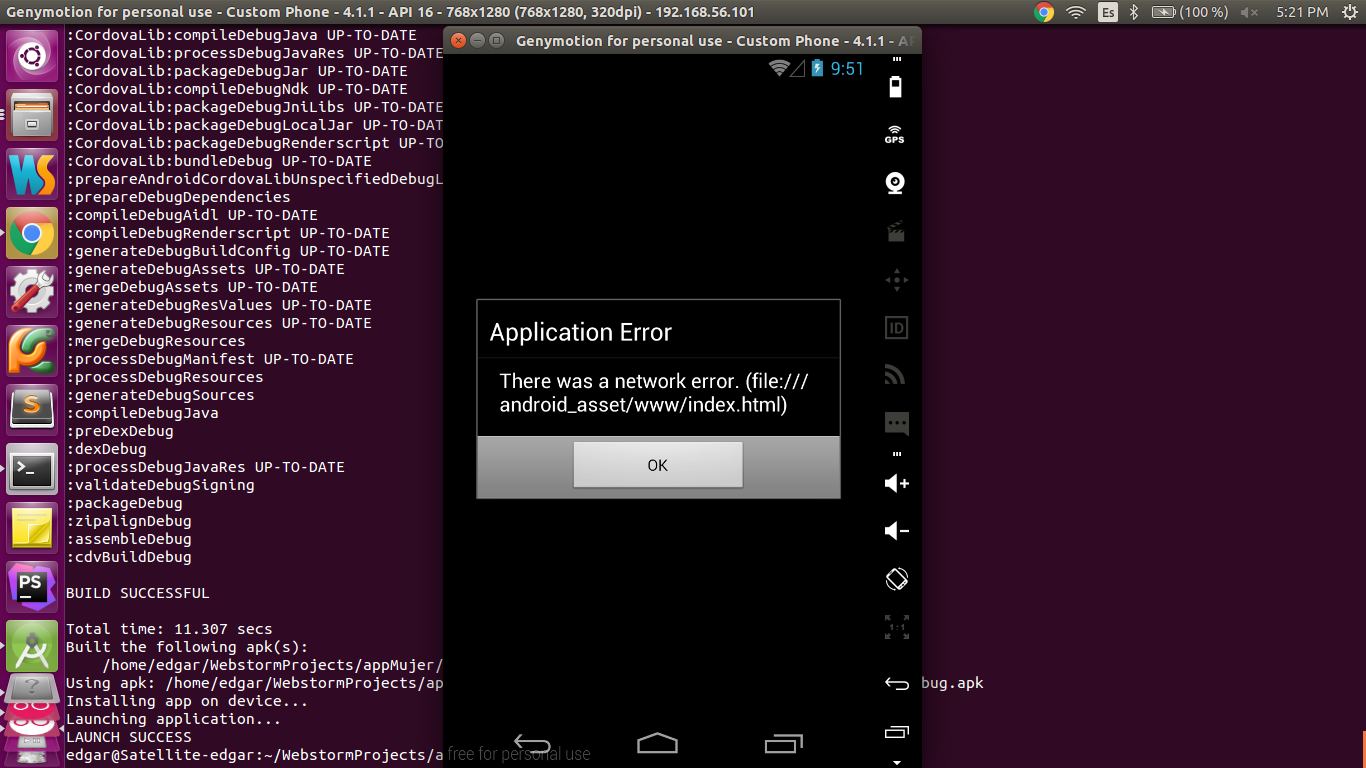 Genymotion for personal use - Custom Phone - 4.1.1 - API 16 - 768x1280 (768x1280, 320dpi) - 192.168.56.101
Es
(100 %)
5:21 PM
:CordovaLib:compileDebugJava UP-TO-DATE
:CordovaLib:processDebugJavaRes UP-TO-DATE
:CordovaLib:packageDebugJar UP-TO-DATE
:CordovaLib:compileDebugNdk UP-TO-DATE
:CordovaLib:packageDebugJniLibs UP-TO-DATE
:CordovaLib:packageDebugLocalJar UP-TO-DAT
:CordovaLib:packageDebugRenderscript UP-TO
:CordovaLib:bundleDebug UP-TO-DATE
:prepareAndroidCordovaLibUnspecifiedDebugL
:prepareDebugDependencies
:compileDebugAidl UP-TO-DATE
:compileDebugRenderscript UP-TO-DATE
:generateDebugBuildConfig UP-TO-DATE
:generateDebugAssets UP-TO-DATE
:mergeDebugAssets UP-TO-DATE
:generateDebugResValues UP-TO-DATE
:generateDebugResources UP-TO-DATE
:mergeDebugResources
:processDebugManifest UP-TO-DATE
:processDebugResources
:generateDebugSources
:compileDebugJava
:preDexDebug
:dexDebug
:processDebugJavaRes UP-TO-DATE
:validateDebugSigning
:packageDebug
:zipalignDebug
:assembleDebug
:cdvBuildDebug
BUILD SUCCESSFUL
Total time: 11.307 secs
Built the following apk(s):
/home/edgar/WebstormProjects/appMujer/
Using apk: /home/edgar/WebstormProjects/ap
bug.apk
Installing app on device...
Launching application...
LAUNCH SUCCESS
edgar@Satellite-edgar:~/WebstormProjects/a
Genymotion for personal use - Custom Phone - 4.1.1 - AP
9:51
GPS
ID
1:1
Application Error
There was a network error. (file:///
android_asset/www/index.html)
OK
free for personal use
WS
PC
S
>_
PS
?